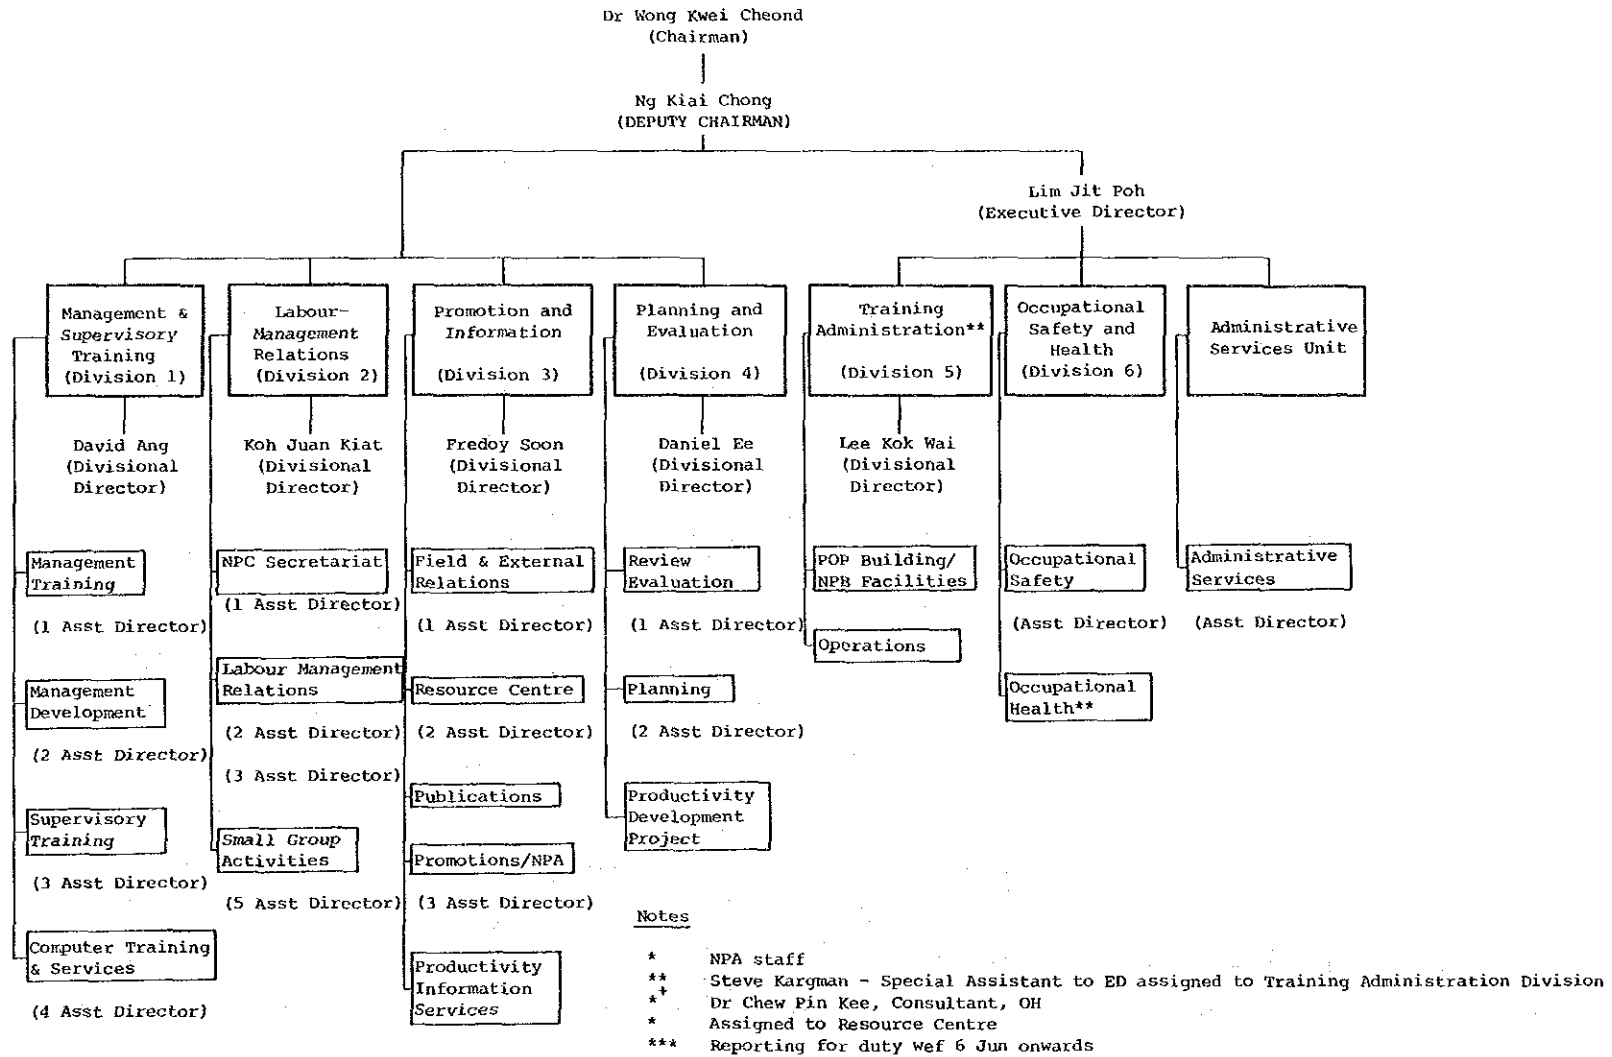 Dr Wong Kwei Cheond
(Chairman)
Ng Kiai Chong
(DEPUTY CHAIRMAN)
Lim Jit Poh
(Executive Director)
Management &
Supervisory
Training
(Division 1)
David Ang
(Divisional
Director)
Management
Training
(1 Asst Director)
Management
Development
(2 Asst Director)
Supervisory
Training
(3 Asst Director)
Computer Training
& Services
(4 Asst Director)
Labour-
Management
Relations
(Division 2)
Koh Juan Kiat
(Divisional
Director)
NPC Secretariat
(1 Asst Director)
Labour Management
Relations
(2 Asst Director)
(3 Asst Director)
Small Group
Activities
(5 Asst Director)
Promotion and
Information
(Division 3)
Fredoy Soon
(Divisional
Director)
Field & External
Relations
(1 Asst Director)
Resource Centre
(2 Asst Director)
Publications
Promotions/NPA
(3 Asst Director)
Productivity
Information
Services
Planning and
Evaluation
(Division 4)
Daniel Ee
(Divisional
Director)
Review
Evaluation
(1 Asst Director)
Planning
(2 Asst Director)
Productivity
Development
Project
Training
Administration**
(Division 5)
Lee Kok Wai
(Divisional
Director)
POP Building/
NPB Facilities
Operations
Occupational
Safety and
Health
(Division 6)
Occupational
Safety
(Asst Director)
Occupational
Health**
Administrative
Services Unit
Administrative
Services
(Asst Director)
Notes
* NPA staff
** Steve Kargman - Special Assistant to ED assigned to Training Administration Division
*+ Dr Chew Pin Kee, Consultant, OH
* Assigned to Resource Centre
*** Reporting for duty wef 6 Jun onwards